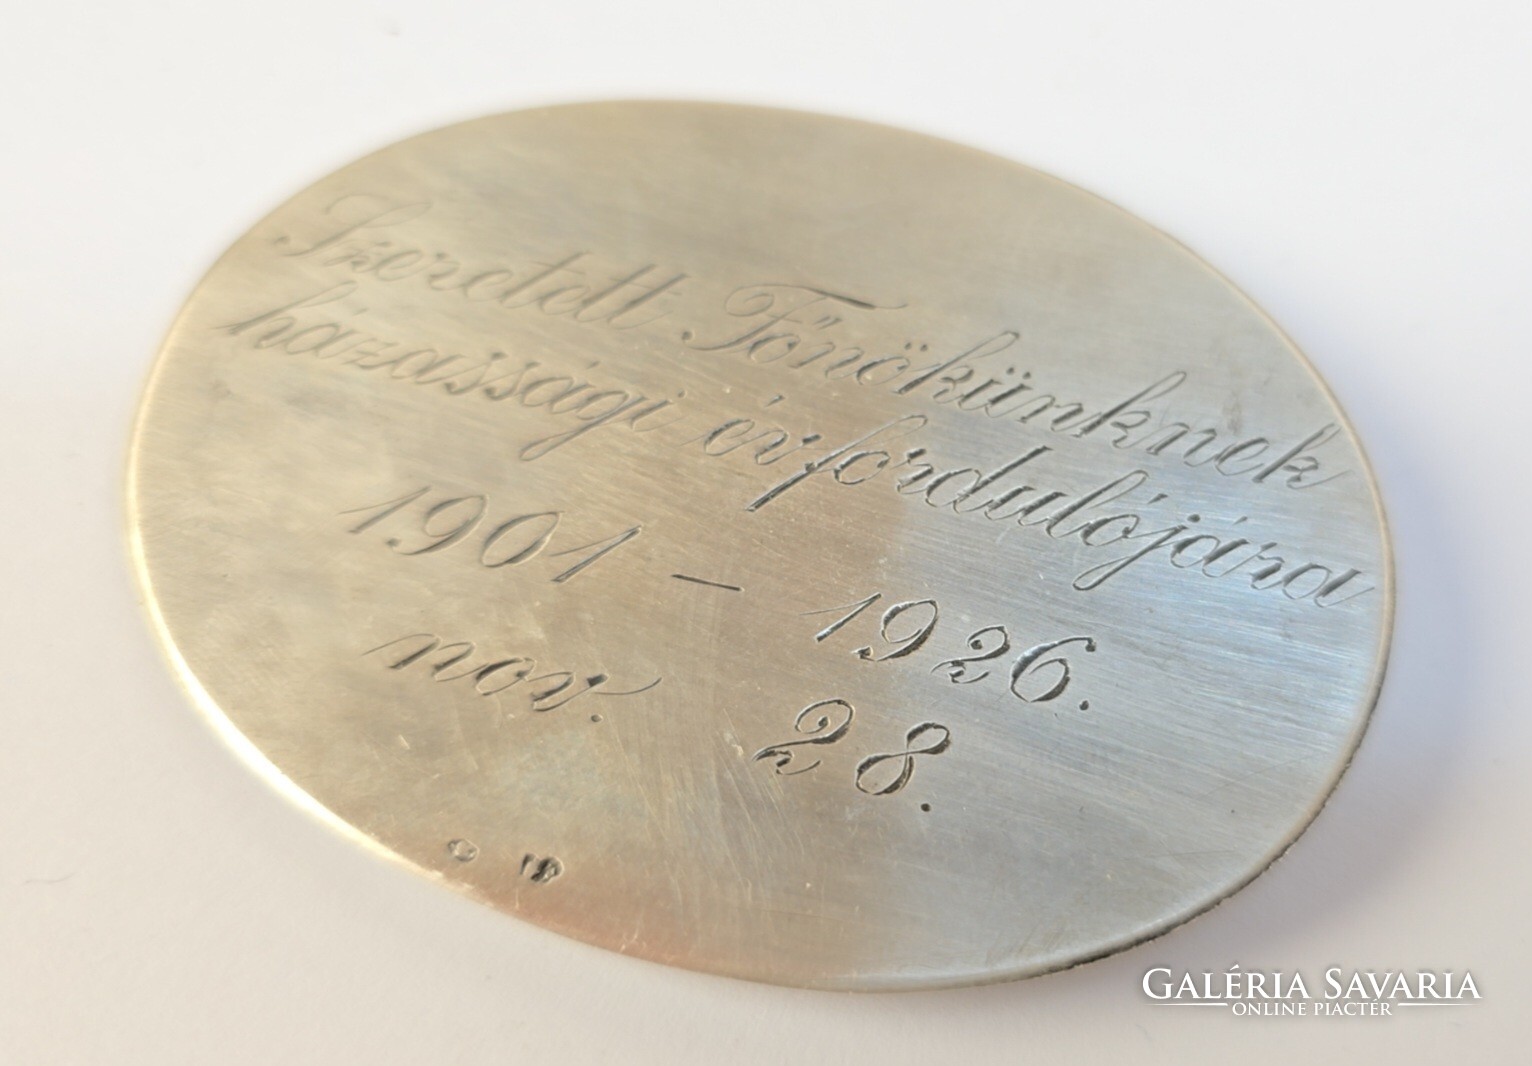 Szeretett Főnökünknek
házassági évfordulójára
1901 – 1926.
nov. 28.
GALÉRIA SAVARIA
ONLINE PIACTÉR